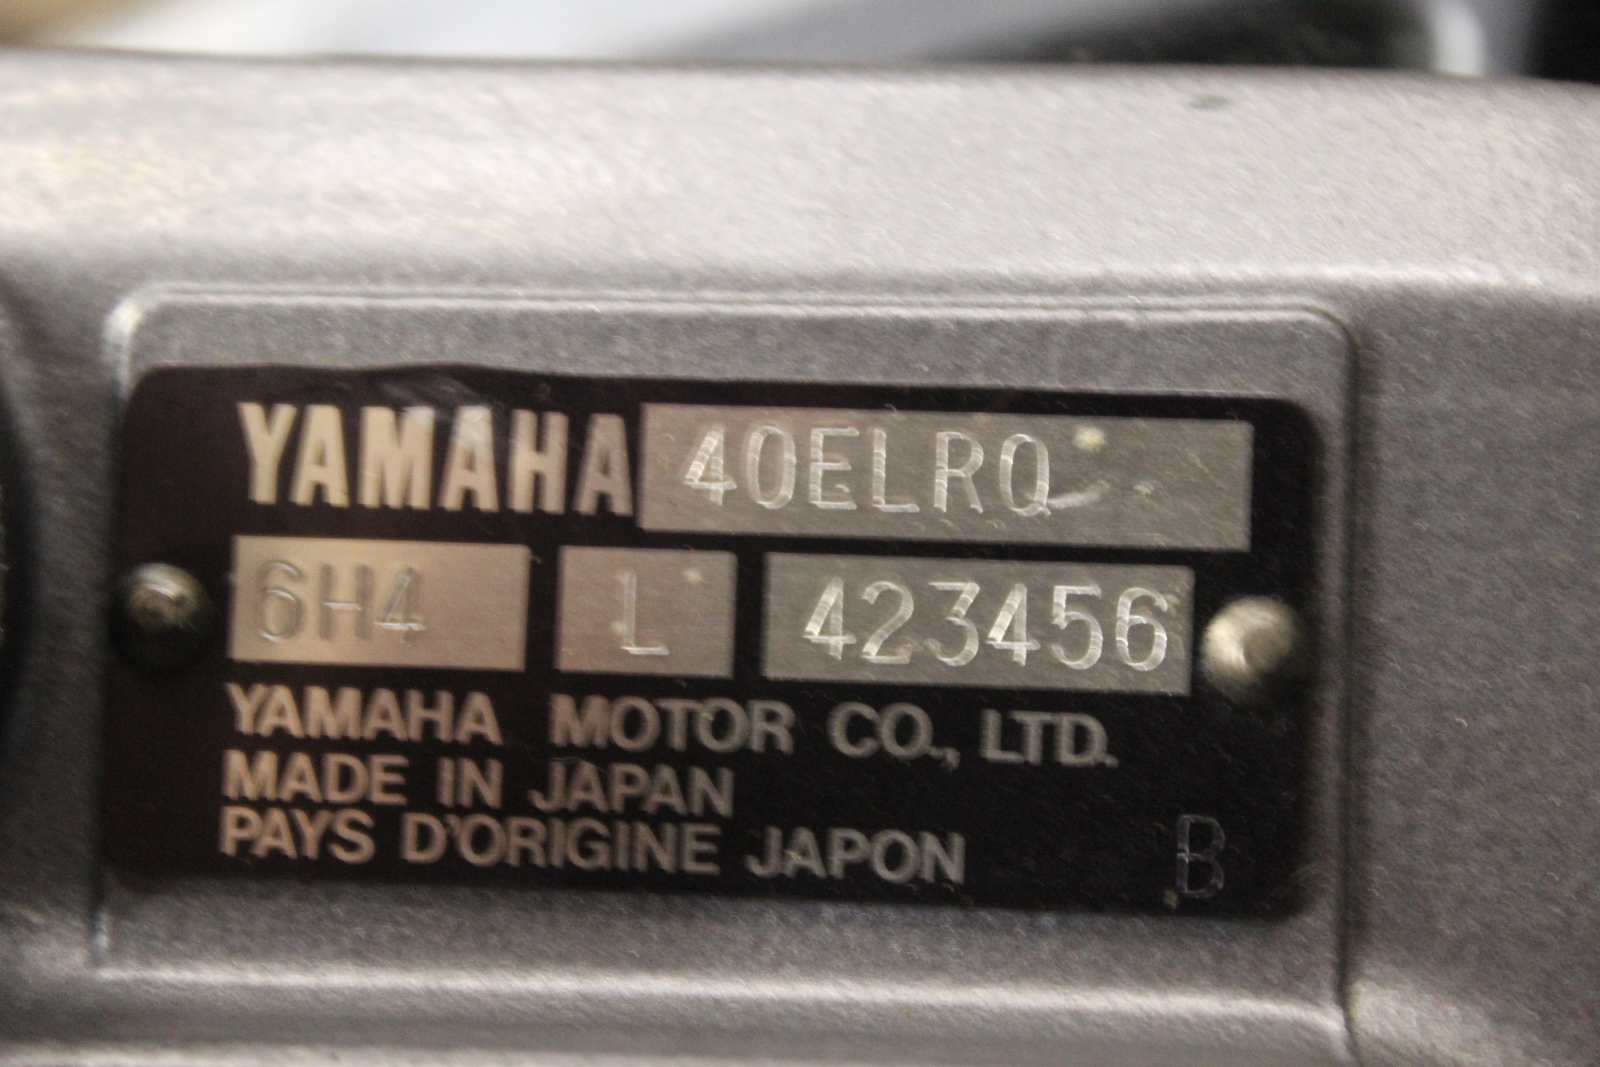 YAMAHA 40ELRQ
6H4 L 423456
YAMAHA MOTOR CO., LTD.
MADE IN JAPAN
PAYS D'ORIGINE JAPON B